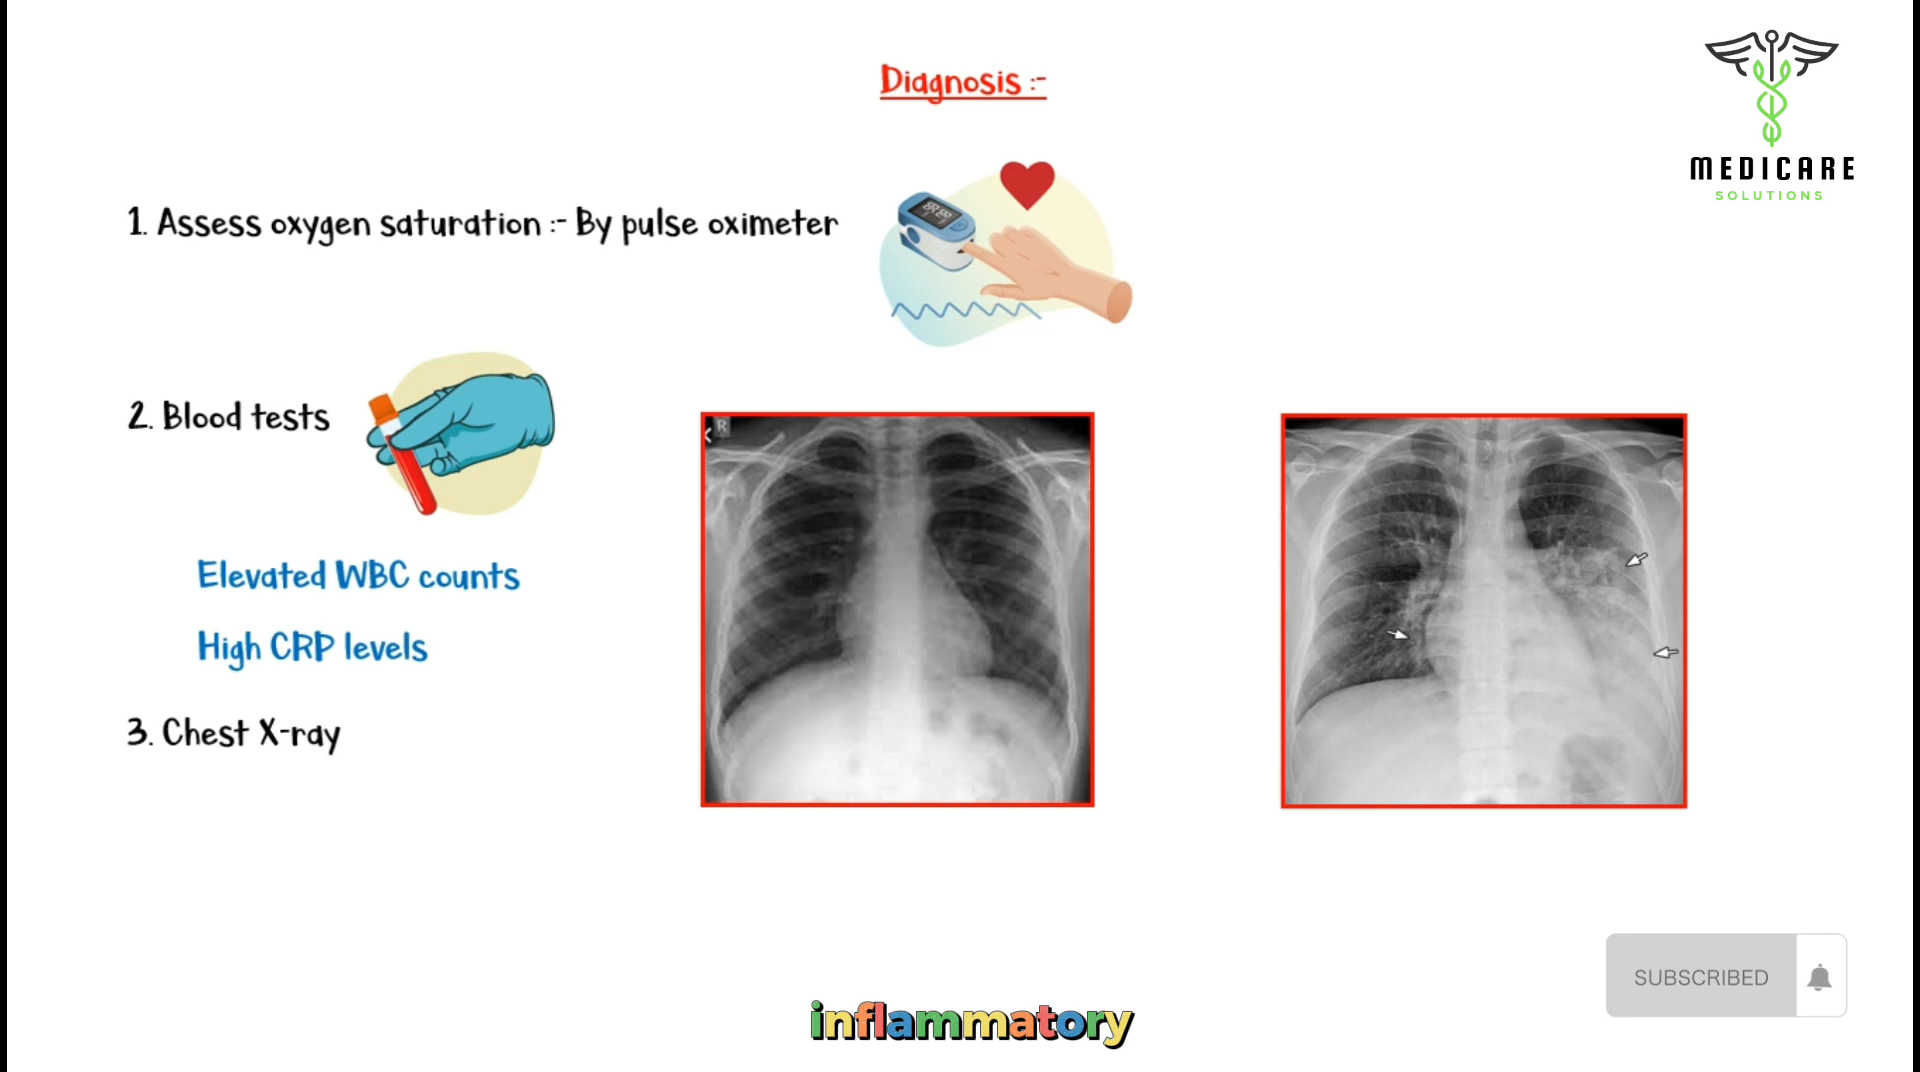 Diagnosis :-
MEDICARE
SOLUTIONS
1. Assess oxygen saturation :- By pulse oximeter
2. Blood tests
R
Elevated WBC counts
High CRP levels
3. Chest X-ray
SUBSCRIBED
inflammatory